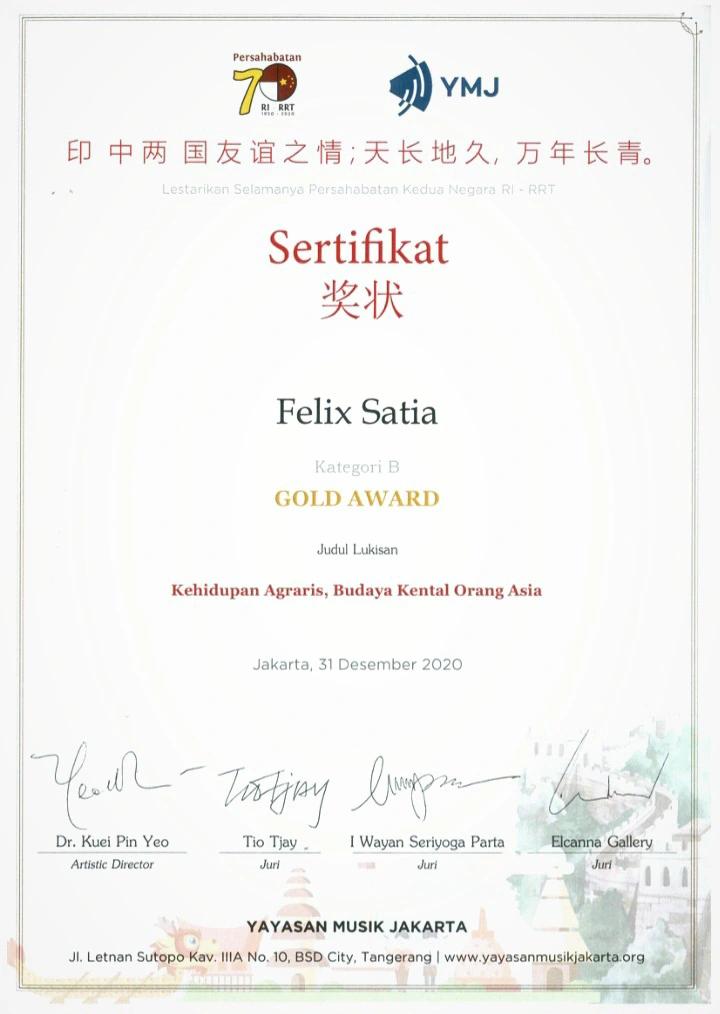 Persahabatan
70
RI RRT
1950 - 2020
YMJ
印 中两 国友谊之情;天长地久, 万年长青。
Lestarikan Selamanya Persahabatan Kedua Negara RI - RRT
Sertifikat
奖状
Felix Satia
Kategori B
GOLD AWARD
Judul Lukisan
Kehidupan Agraris, Budaya Kental Orang Asia
Jakarta, 31 Desember 2020
Dr. Kuei Pin Yeo
Artistic Director
Tio Tjay
Juri
I Wayan Seriyoga Parta
Juri
Elcanna Gallery
Juri
YAYASAN MUSIK JAKARTA
Jl. Letnan Sutopo Kav. IIIA No. 10, BSD City, Tangerang | www.yayasanmusikjakarta.org